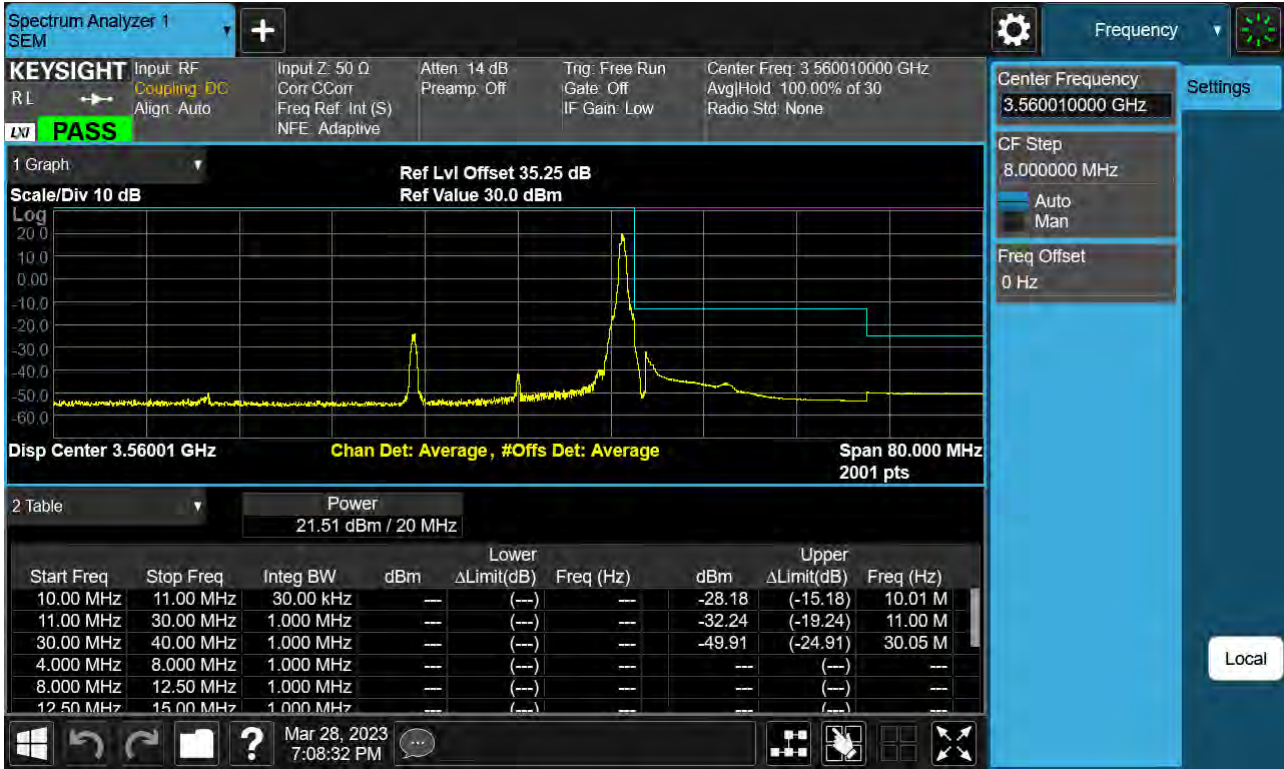 Spectrum Analyzer 1
SEM
Frequency
KEYSIGHT
RL
LXI
PASS
Input: RF
Coupling: DC
Align: Auto
Input Z: 50 Ω
Corr CCorr
Freq Ref: Int (S)
NFE: Adaptive
Atten: 14 dB
Preamp: Off
Trig: Free Run
Gate: Off
IF Gain: Low
Center Freq: 3.560010000 GHz
Avg|Hold: 100.00% of 30
Radio Std: None
Center Frequency
3.560010000 GHz
Settings
CF Step
8.000000 MHz
Auto
Man
Freq Offset
0 Hz
Local
1 Graph
Scale/Div 10 dB
Ref Lvl Offset 35.25 dB
Ref Value 30.0 dBm
Log
20.0
10.0
0.00
-10.0
-20.0
-30.0
-40.0
-50.0
-60.0
Disp Center 3.56001 GHz
Chan Det: Average, #Offs Det: Average
Span 80.000 MHz
2001 pts
2 Table
Power
21.51 dBm / 20 MHz
Lower Upper
Start Freq Stop Freq Integ BW dBm ΔLimit(dB) Freq (Hz) dBm ΔLimit(dB) Freq (Hz)
10.00 MHz 11.00 MHz 30.00 kHz --- (---) --- -28.18 (-15.18) 10.01 M
11.00 MHz 30.00 MHz 1.000 MHz --- (---) --- -32.24 (-19.24) 11.00 M
30.00 MHz 40.00 MHz 1.000 MHz --- (---) --- -49.91 (-24.91) 30.05 M
4.000 MHz 8.000 MHz 1.000 MHz --- (---) --- --- (---) ---
8.000 MHz 12.50 MHz 1.000 MHz --- (---) --- --- (---) ---
12.50 MHz 15.00 MHz 1.000 MHz --- (---) --- --- (---) ---
?
Mar 28, 2023
7:08:32 PM